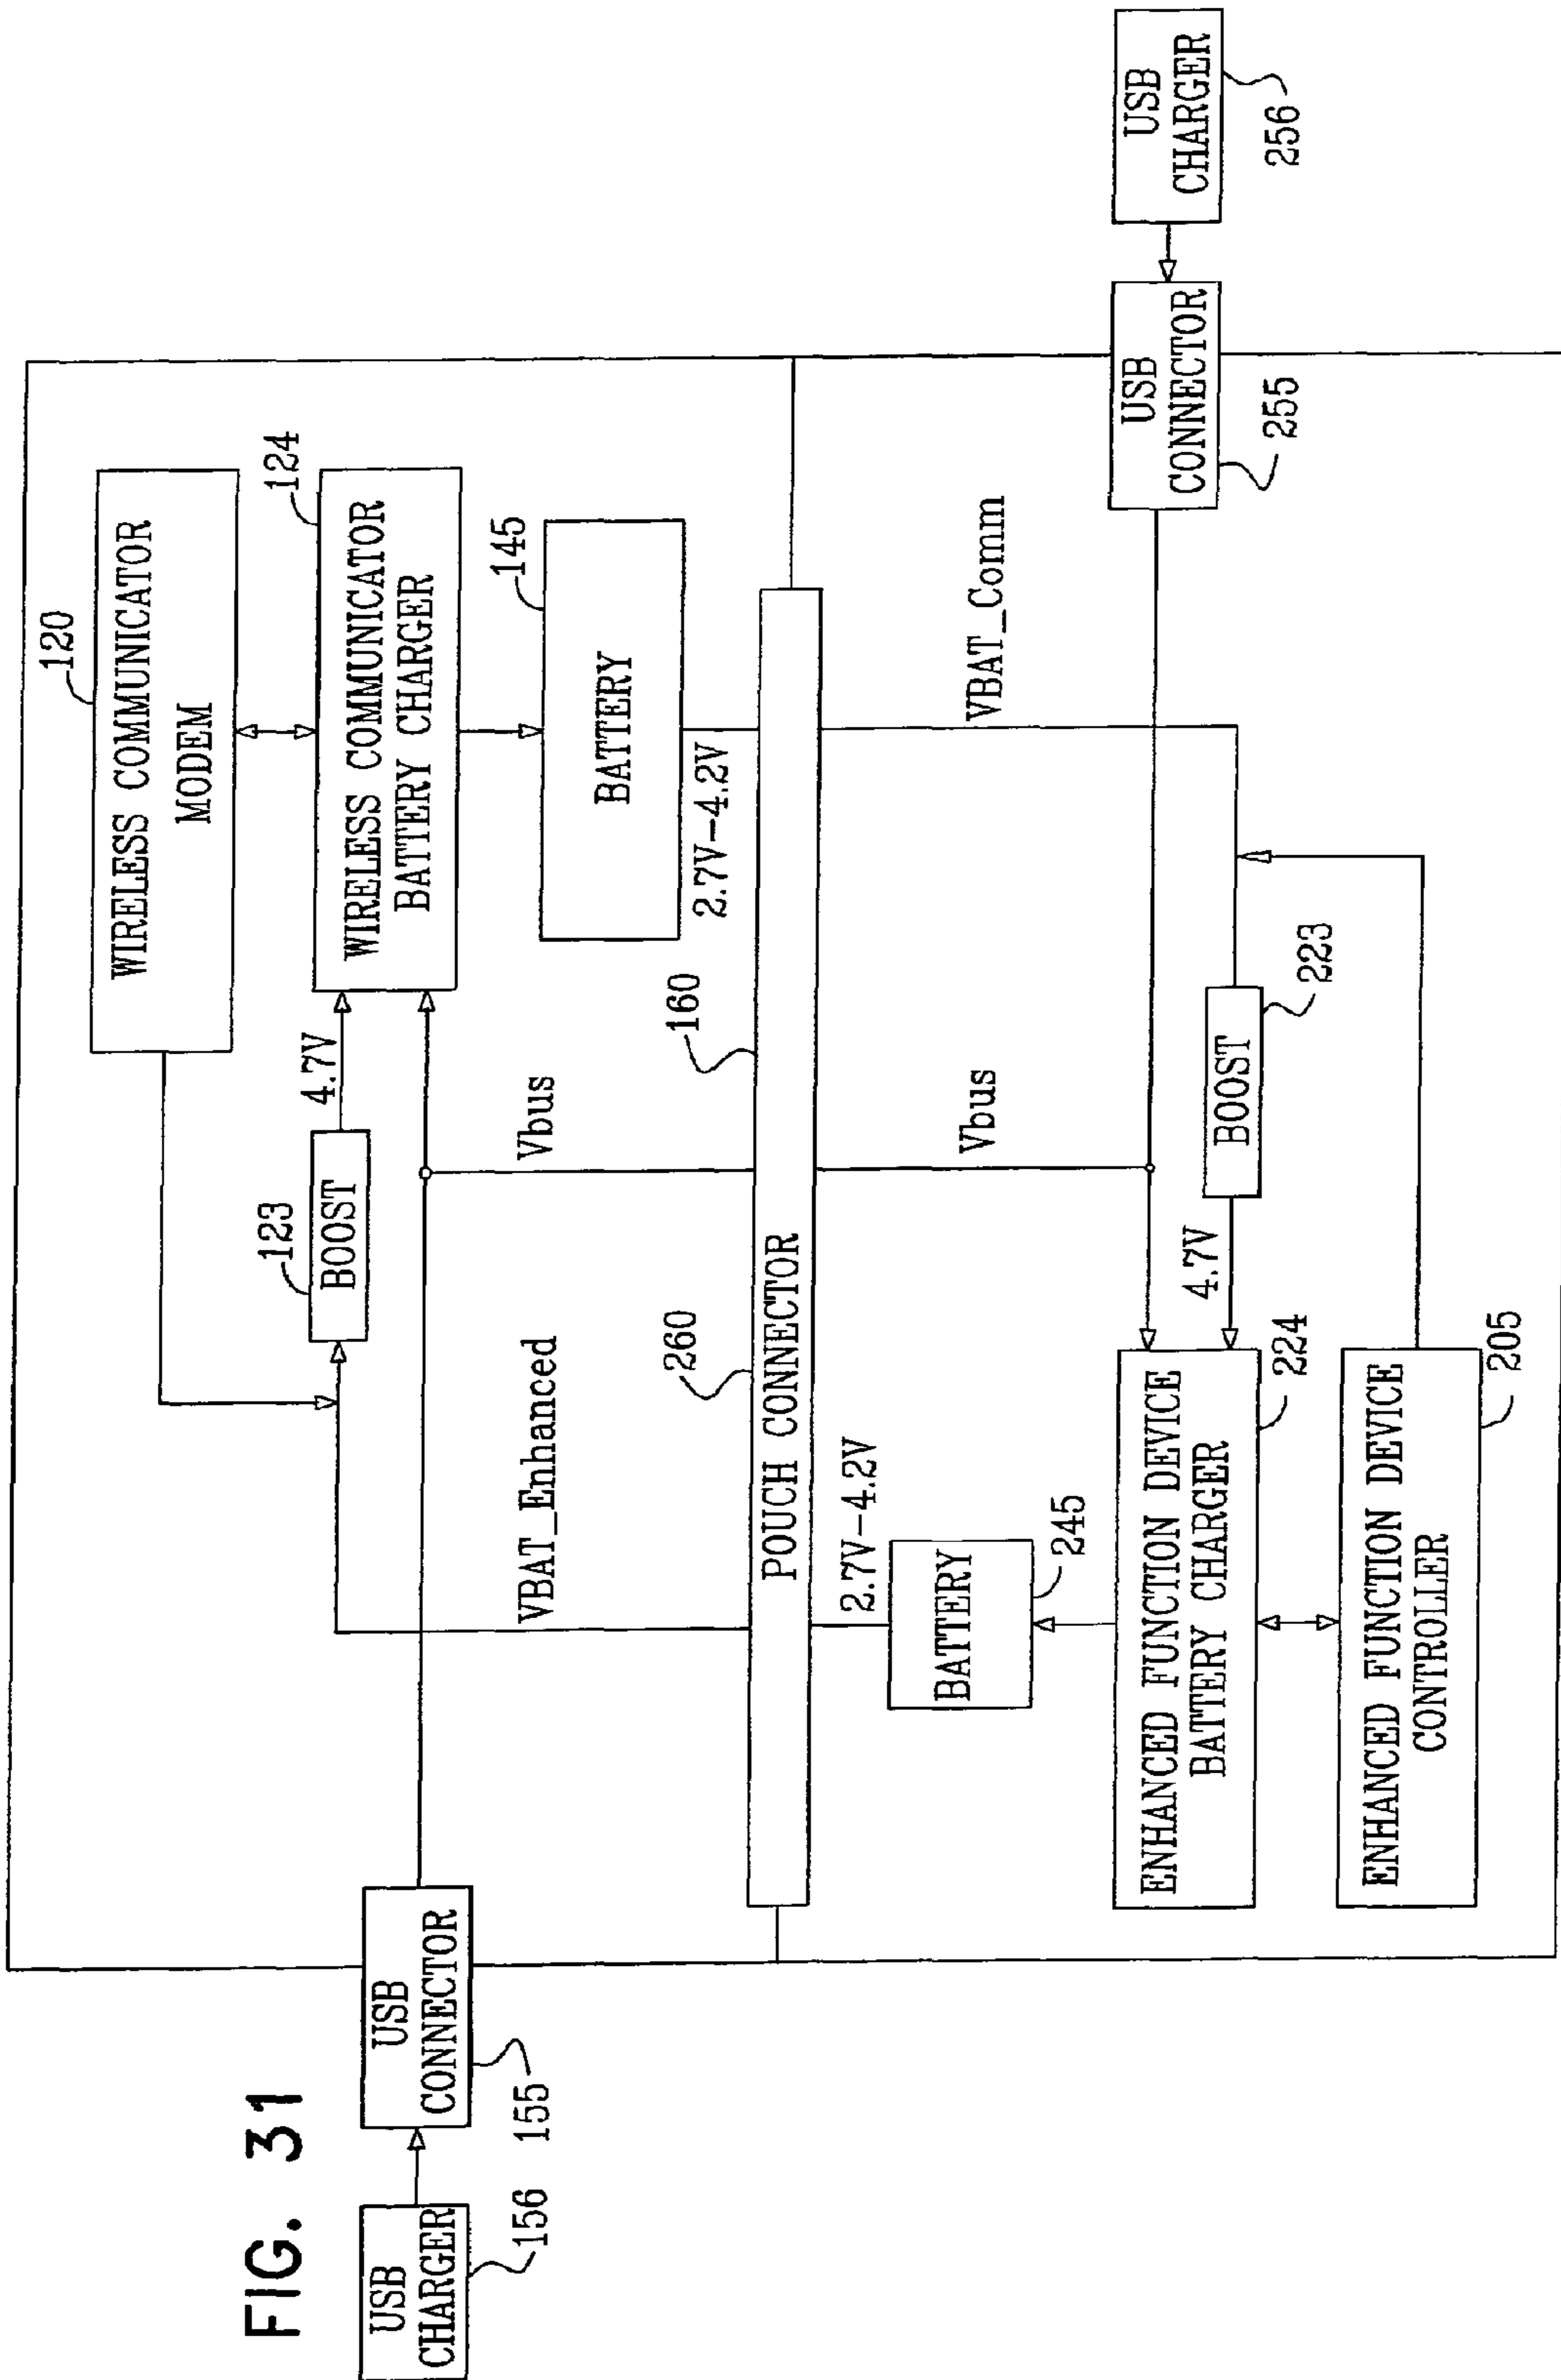 FIG. 31
120
WIRELESS COMMUNICATOR
MODEM
124
WIRELESS COMMUNICATOR
BATTERY CHARGER
4.7V
123
BOOST
145
BATTERY
2.7V-4.2V
USB
CHARGER
156
USB
CONNECTOR
155
VBAT_Enhanced
Vbus
260
160
POUCH CONNECTOR
2.7V-4.2V
BATTERY
245
Vbus
VBAT_Comm
USB
CONNECTOR
255
USB
CHARGER
256
ENHANCED FUNCTION DEVICE
BATTERY CHARGER
224
4.7V
BOOST
223
ENHANCED FUNCTION DEVICE
CONTROLLER
205